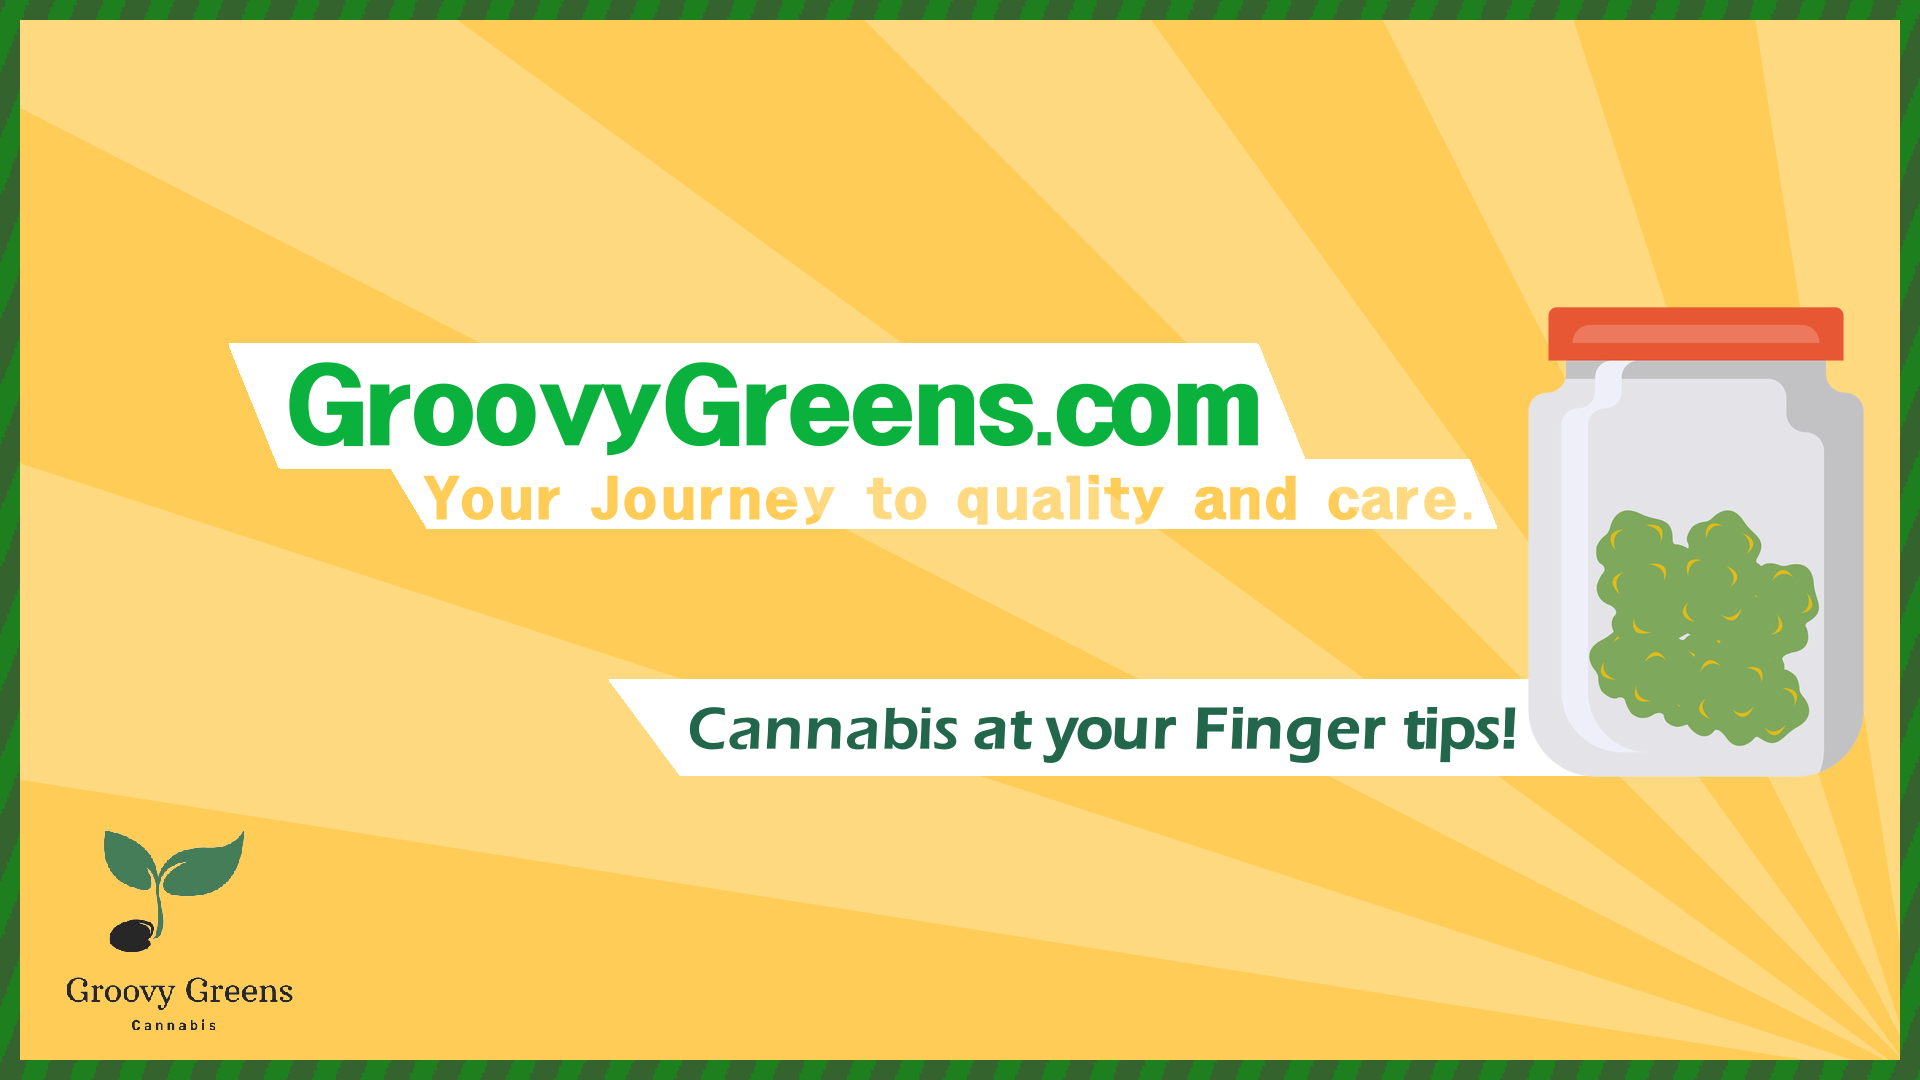 GroovyGreens.com
Your Journey to quality and care.
Cannabis at your Finger tips!
Groovy Greens
Cannabis